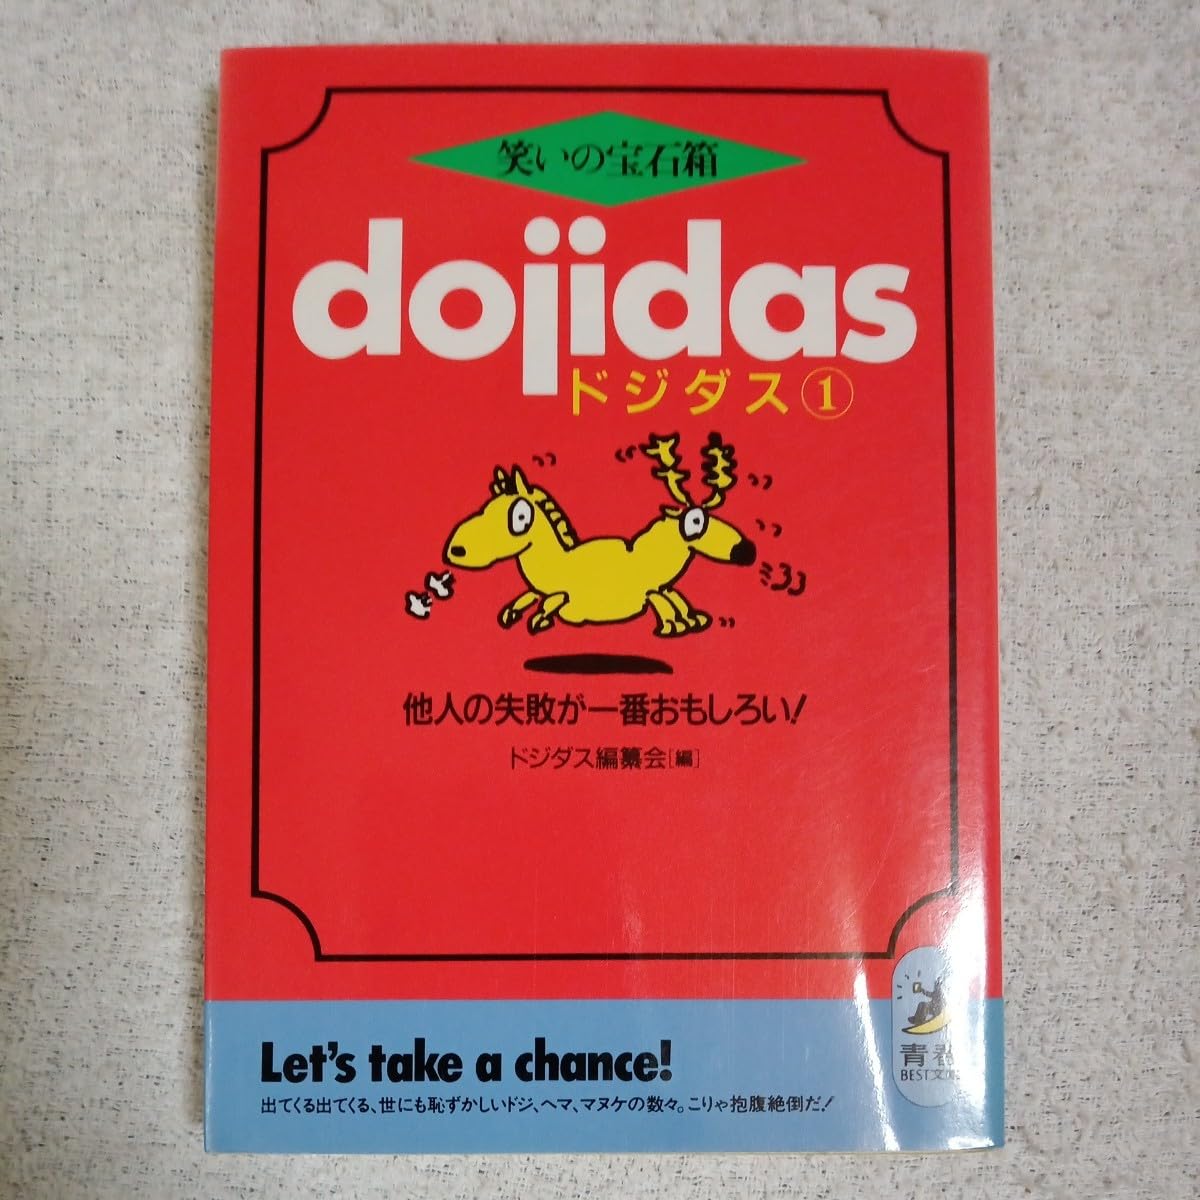 笑いの宝石箱
dojidas
ドジダス①
他人の失敗が一番おもしろい!
ドジダス編纂会[編]
Let's take a chance!
出てくる出てくる、世にも恥ずかしいドジ、ヘマ、マヌケの数々。こりゃ抱腹絶倒だ!
青春
BEST文庫